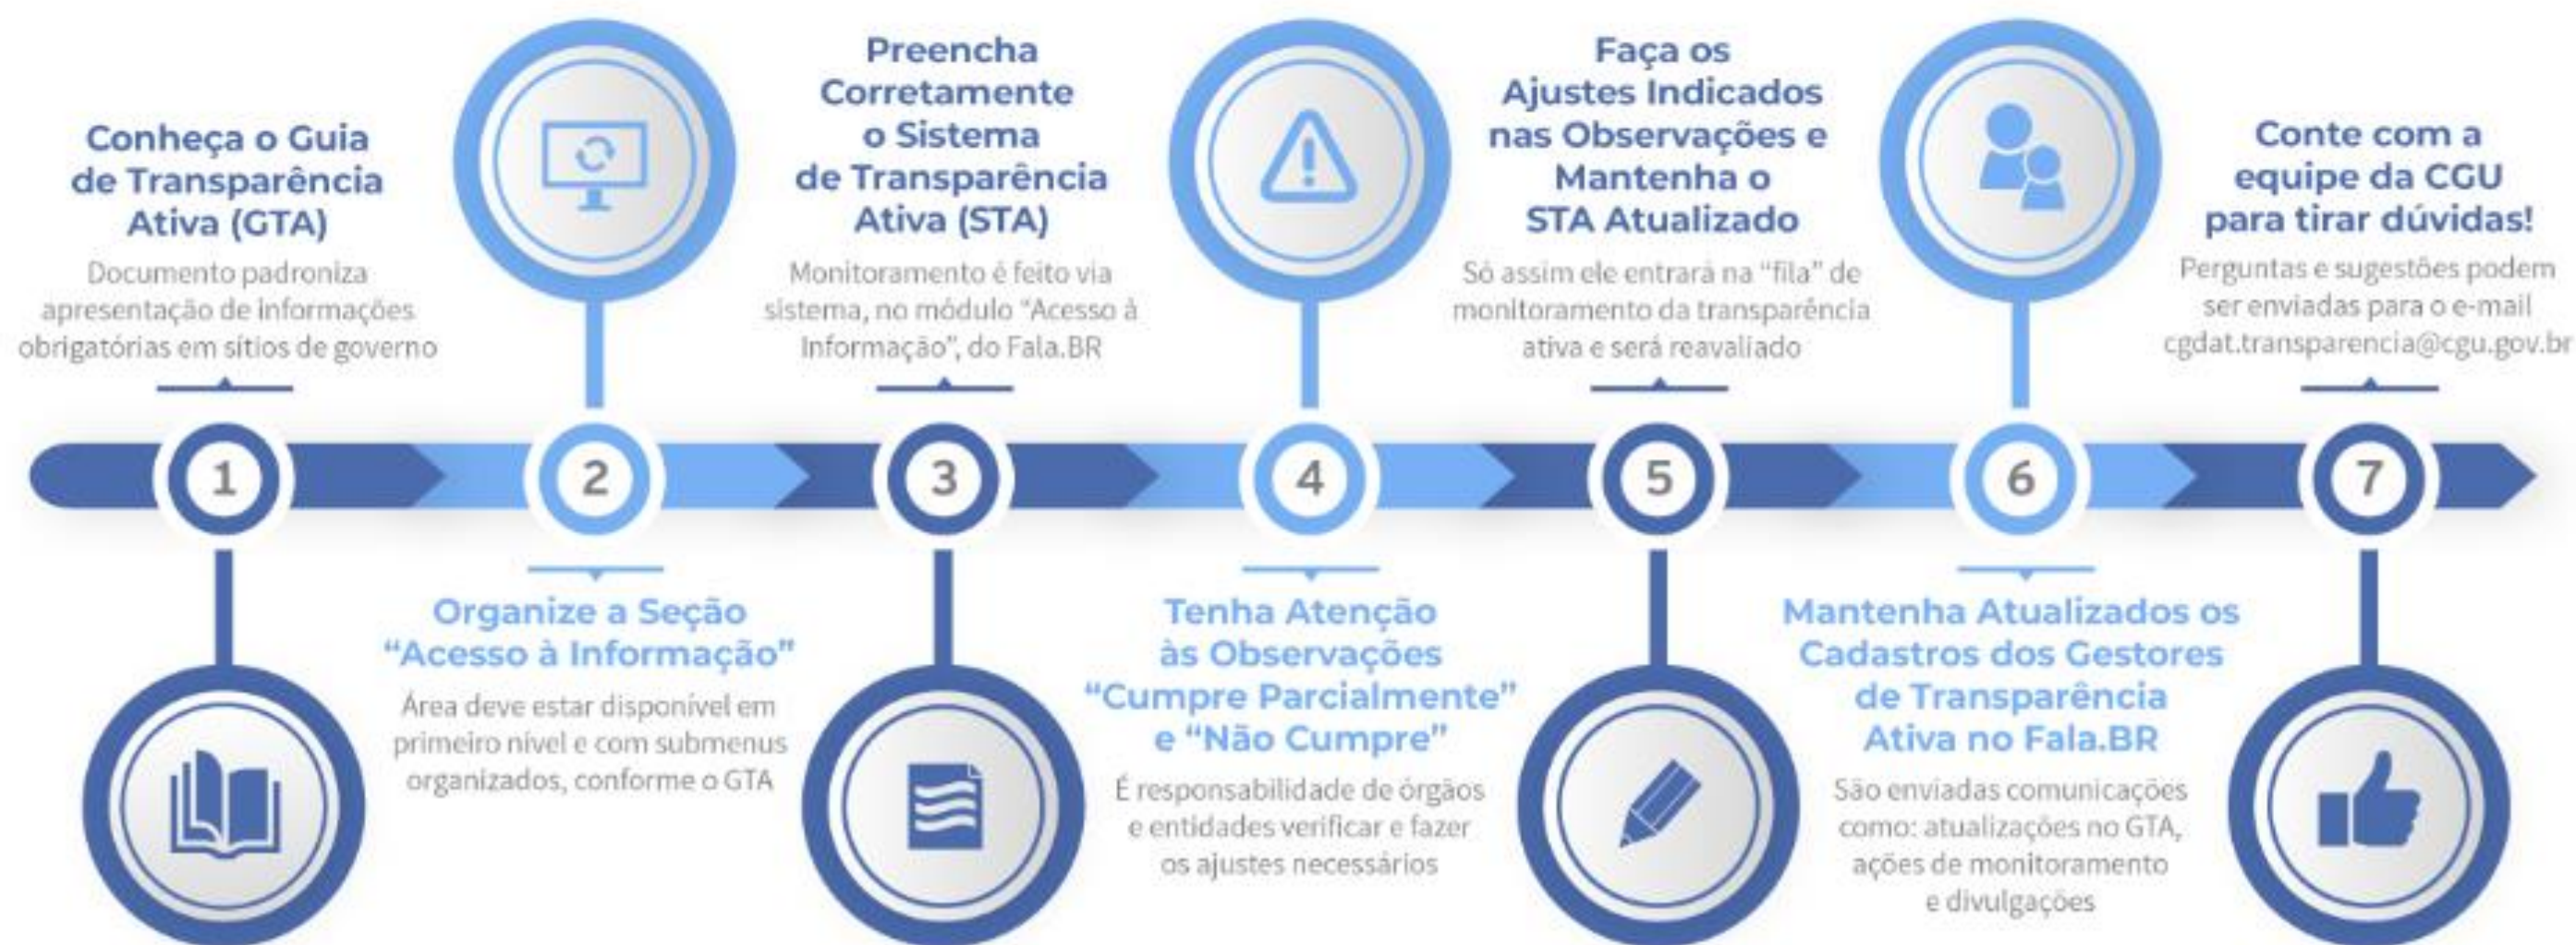 Conheça o Guia
de Transparência
Ativa (GTA)
Documento padroniza
apresentação de informações
obrigatórias em sítios de governo
1
2
Organize a Seção
“Acesso à Informação”
Área deve estar disponível em
primeiro nível e com submenus
organizados, conforme o GTA
Preencha
Corretamente
o Sistema
de Transparência
Ativa (STA)
Monitoramento é feito via
sistema, no módulo “Acesso à
Informação”, do Fala.BR
3
4
Tenha Atenção
às Observações
“Cumpre Parcialmente”
e “Não Cumpre”
É responsabilidade de órgãos
e entidades verificar e fazer
os ajustes necessários
Faça os
Ajustes Indicados
nas Observações e
Mantenha o
STA Atualizado
Só assim ele entrará na “fila” de
monitoramento da transparência
ativa e será reavaliado
5
6
Mantenha Atualizados os
Cadastros dos Gestores
de Transparência
Ativa no Fala.BR
São enviadas comunicações
como: atualizações no GTA,
ações de monitoramento
e divulgações
Conte com a
equipe da CGU
para tirar dúvidas!
Perguntas e sugestões podem
ser enviadas para o e-mail
cgdat.transparencia@cgu.gov.br
7